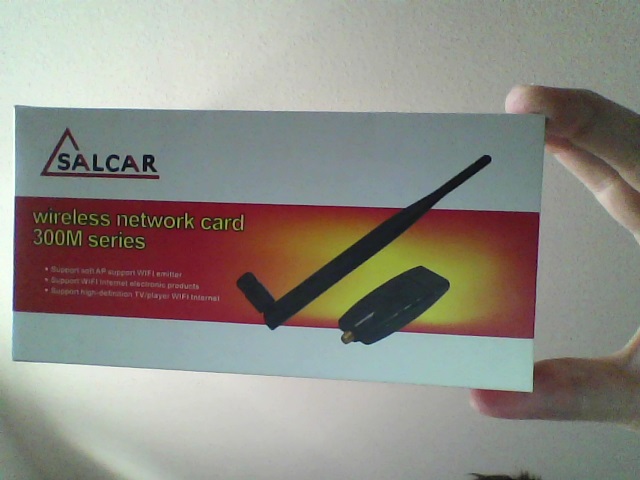 SALCAR
wireless network card
300M series
• Support soft AP support WIFI emitter
• Support WIFI Internet electronic products
• Support high-definition TV/player WIFI Internet